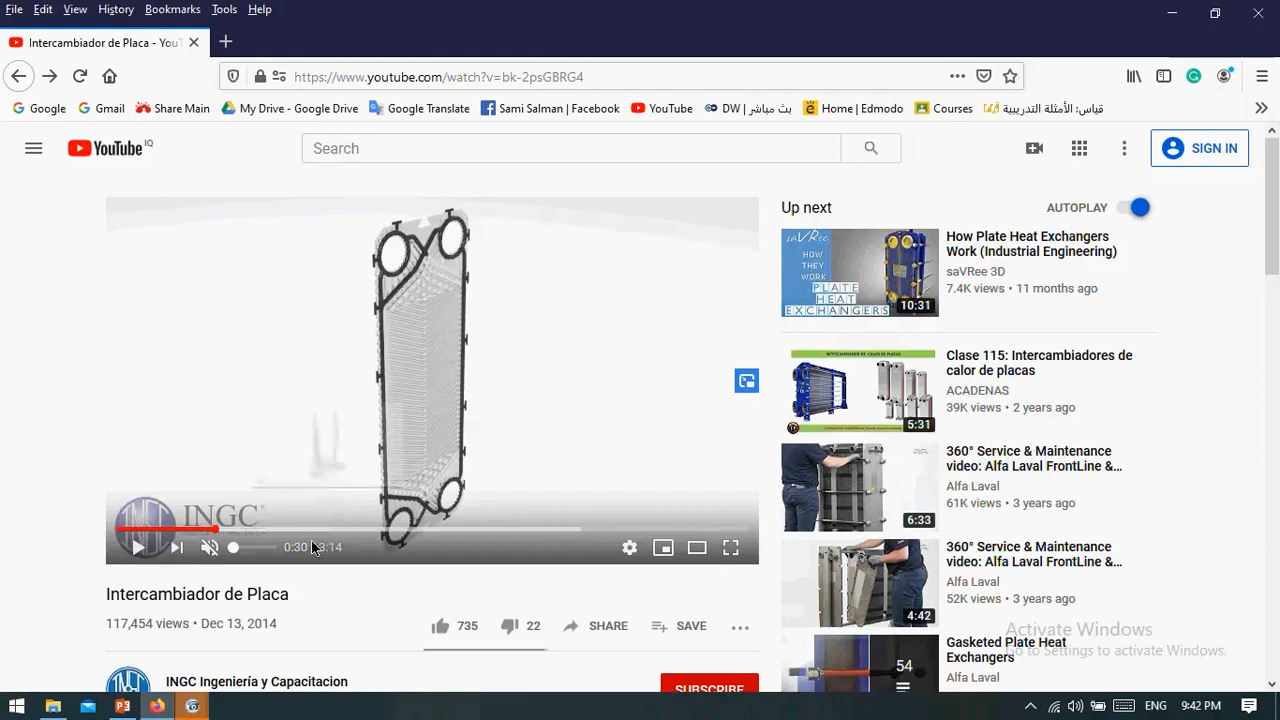 File Edit View History Bookmarks Tools Help
Intercambiador de Placa - YouT
https://www.youtube.com/watch?v=bk-2psGBRG4
Google Gmail Share Main My Drive - Google Drive Google Translate Sami Salman | Facebook YouTube DW | بث مباشر Home | Edmodo Courses قياس: الأمثلة التدريبية
YouTube IQ
Search
SIGN IN
Up next
AUTOPLAY
How Plate Heat Exchangers
Work (Industrial Engineering)
saVRee 3D
7.4K views • 11 months ago
saVRee
HOW
THEY
WORK
PLATE
HEAT
EXCHANGERS
10:31
INTERCAMBIADOR DE CALOR DE PLACAS
Clase 115: Intercambiadores de
calor de placas
ACADENAS
39K views • 2 years ago
5:31
360° Service & Maintenance
video: Alfa Laval FrontLine &...
Alfa Laval
61K views • 3 years ago
6:33
360° Service & Maintenance
video: Alfa Laval FrontLine &...
Alfa Laval
52K views • 3 years ago
4:42
Gasketed Plate Heat
Exchangers
Alfa Laval
54
INGC
0:30 / 3:14
Intercambiador de Placa
117,454 views • Dec 13, 2014
735 22 SHARE SAVE
INGC Ingeniería y Capacitacion
SUBSCRIBE
Activate Windows
Go to Settings to activate Windows.
ENG 9:42 PM